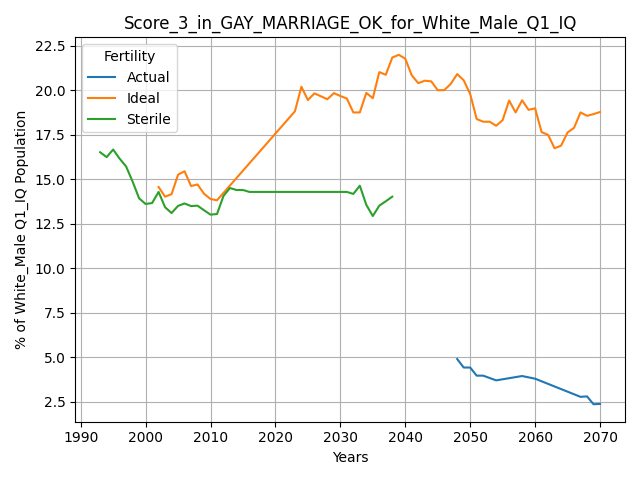 Score_3_in_GAY_MARRIAGE_OK_for_White_Male_Q1_IQ
% of White_Male Q1_IQ Population
22.5
20.0
17.5
15.0
12.5
10.0
7.5
5.0
2.5
Fertility
Actual
Ideal
Sterile
1990 2000 2010 2020 2030 2040 2050 2060 2070
Years